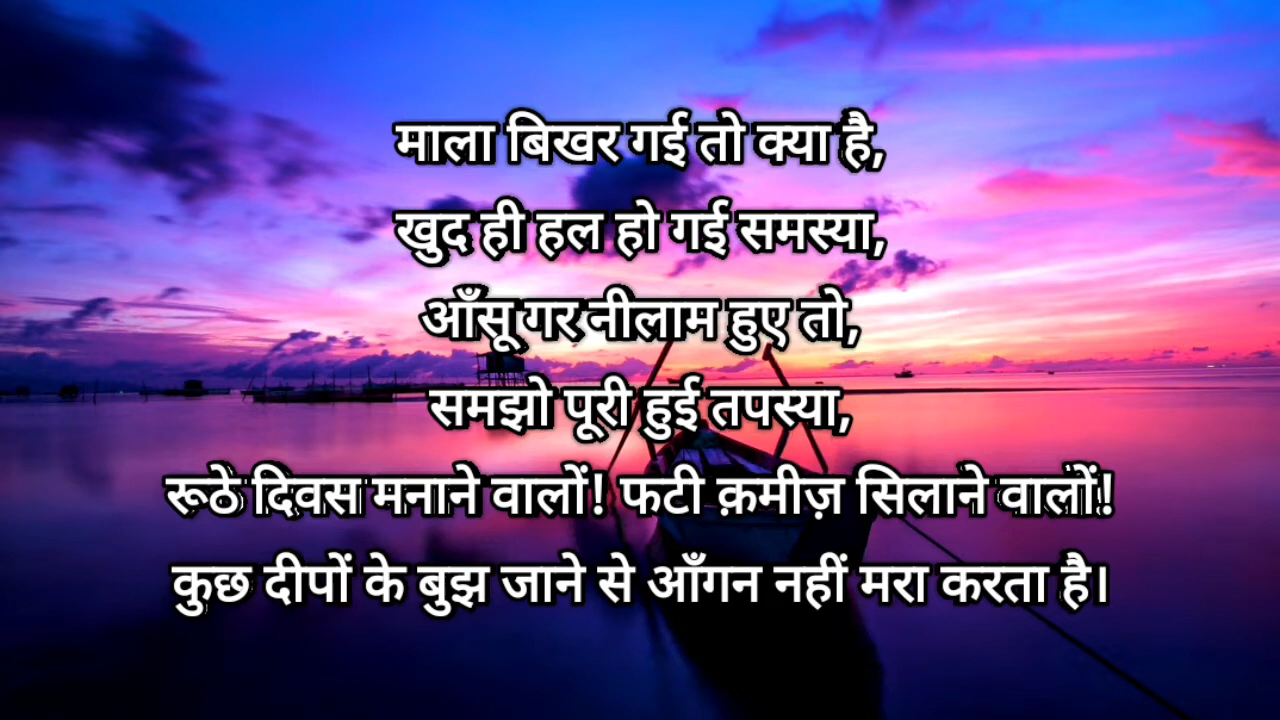 माला बिखर गई तो क्या है,
खुद ही हल हो गई समस्या,
आँसू गर नीलाम हुए तो,
समझो पूरी हुई तपस्या,
रूठे दिवस मनाने वालों! फटी क़मीज़ सिलाने वालों!
कुछ दीपों के बुझ जाने से आँगन नहीं मरा करता है।